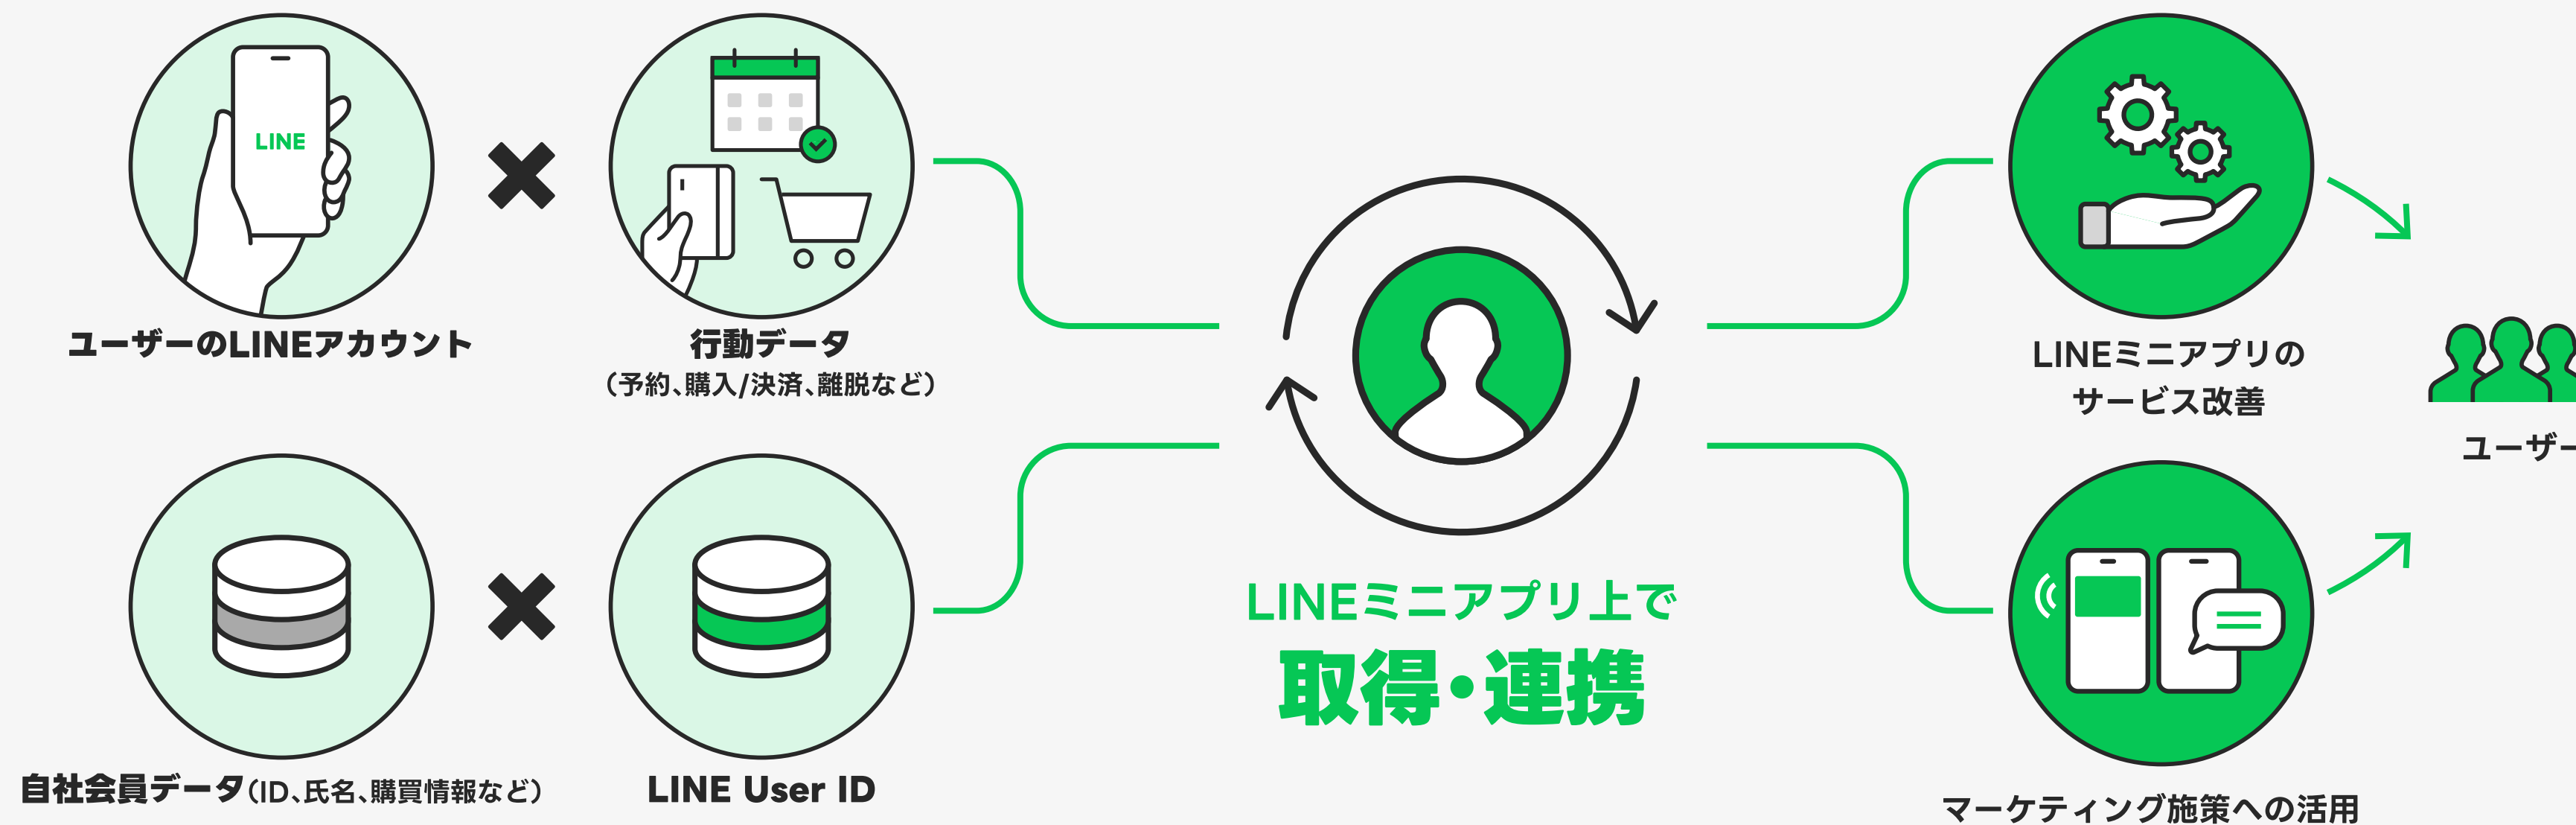 LINE
ユーザーのLINEアカウント
行動データ
(予約、購入/決済、離脱など)
自社会員データ(ID、氏名、購買情報など)
LINE User ID
LINEミニアプリ上で
取得・連携
LINEミニアプリの
サービス改善
マーケティング施策への活用
ユーザー